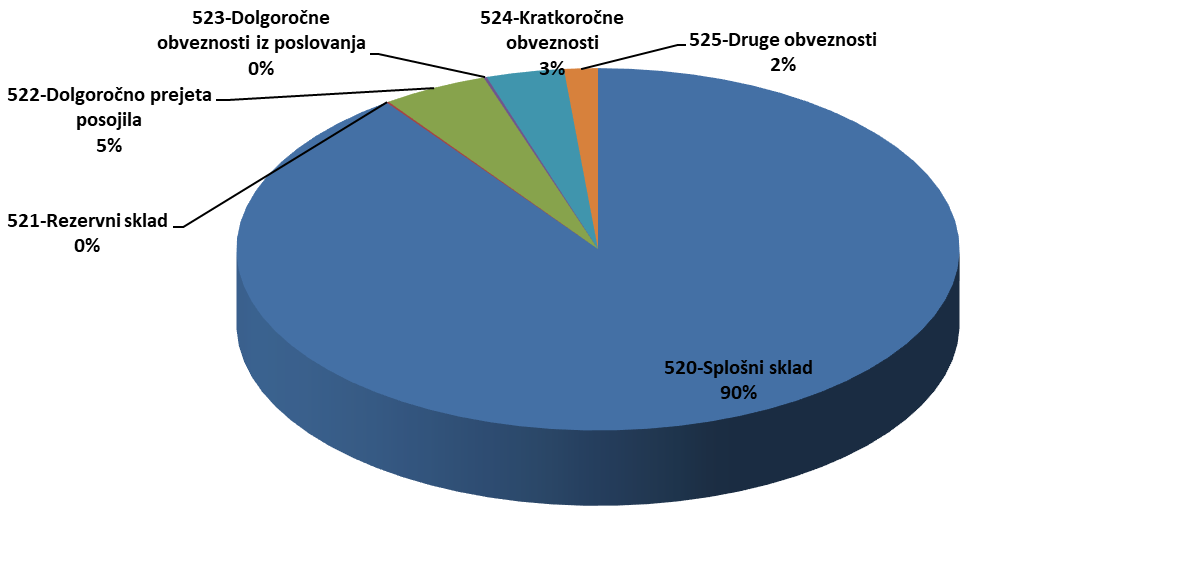 523-Dolgoročne
obveznosti iz poslovanja
0%
524-Kratkoročne
obveznosti
3%
525-Druge obveznosti
2%
522-Dolgoročno prejeta
posojila
5%
521-Rezervni sklad
0%
520-Splošni sklad
90%